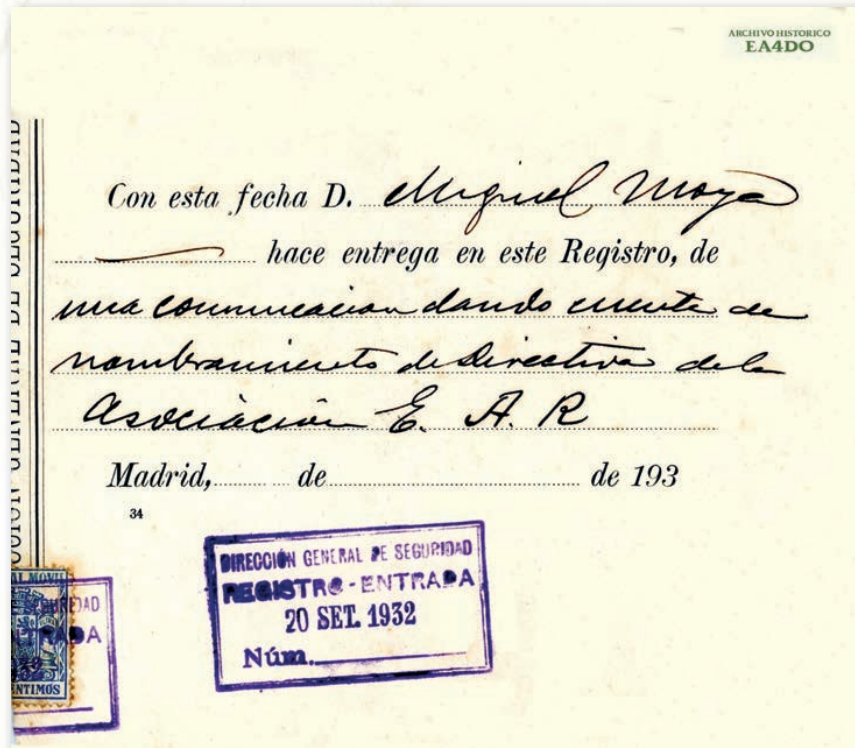 ARCHIVO HISTORICO
EA4DO
Con esta fecha D. Miguel Moya
hace entrega en este Registro, de
una comunicacion dando cuenta de
nombramiento de Directiva de la
Asociación E. A. R
Madrid, de de 193
34
DIRECCIÓN GENERAL DE SEGURIDAD
REGISTRO-ENTRADA
20 SET. 1932
Núm.